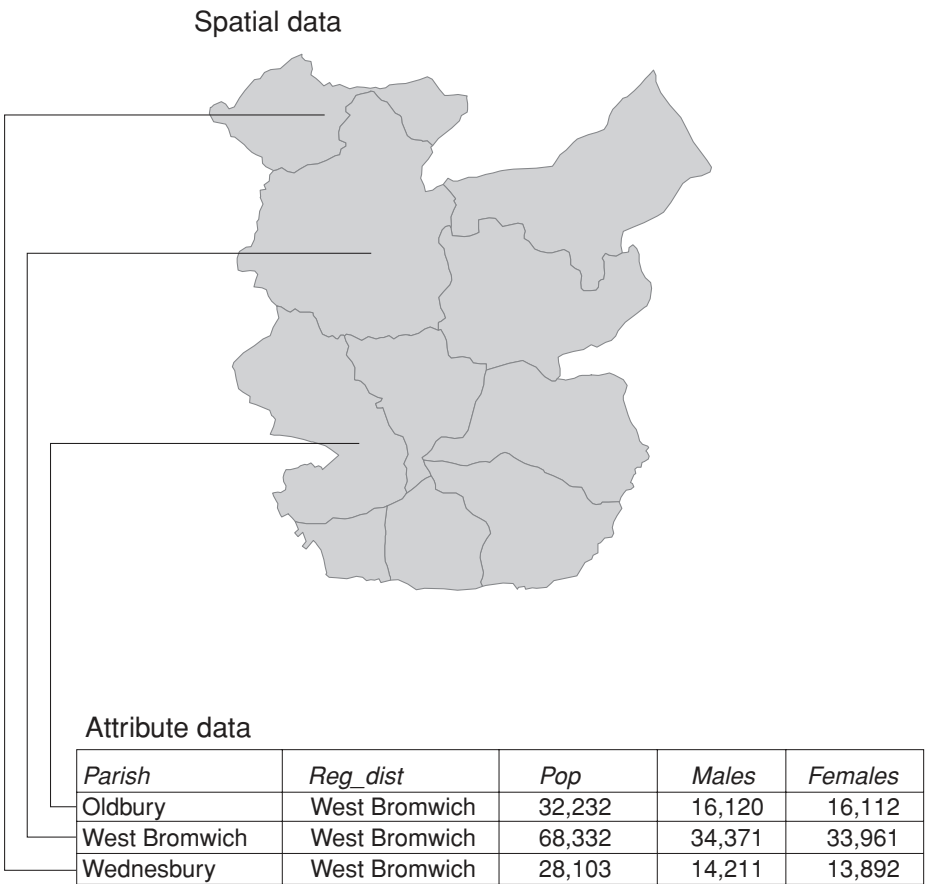 Spatial data
Attribute data
Parish Reg_dist Pop Males Females
Oldbury West Bromwich 32,232 16,120 16,112
West Bromwich West Bromwich 68,332 34,371 33,961
Wednesbury West Bromwich 28,103 14,211 13,892